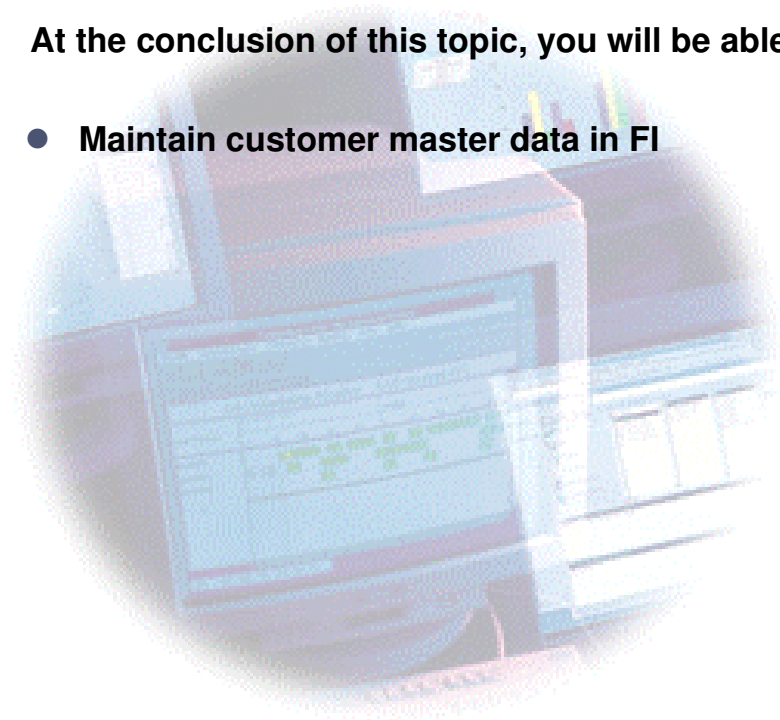 At the conclusion of this topic, you will be able
Maintain customer master data in FI